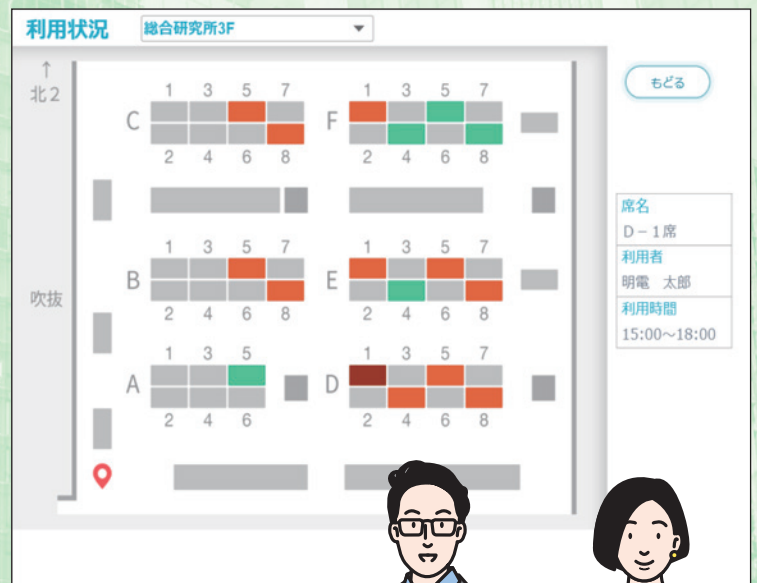 利用状況
総合研究所3F
もどる
↑
北2
吹抜
C
1 3 5 7
2 4 6 8
F
1 3 5 7
2 4 6 8
B
1 3 5 7
2 4 6 8
E
1 3 5 7
2 4 6 8
A
1 3 5
2 4 6
D
1 3 5 7
2 4 6 8
席名
D－1席
利用者
明電　太郎
利用時間
15:00～18:00